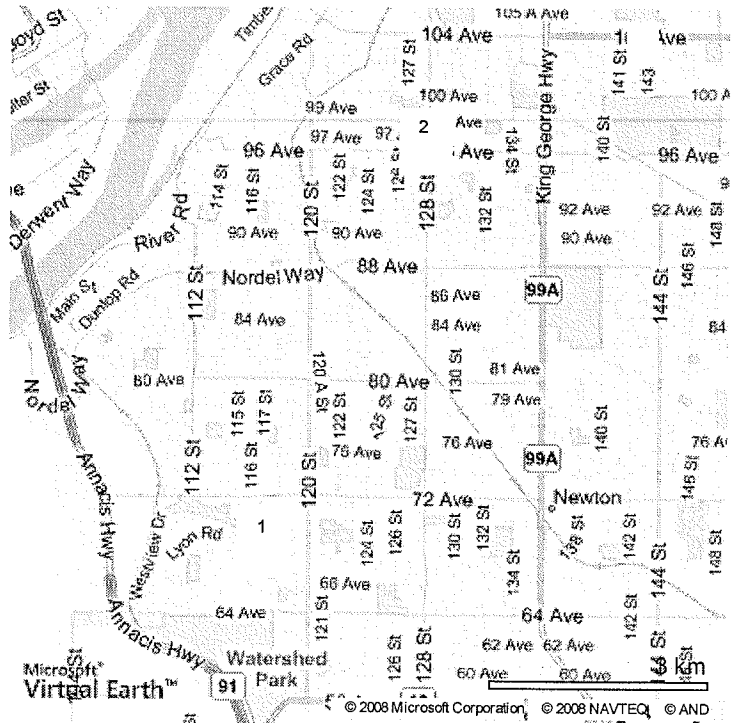 105 A Ave
104 Ave
Ave
Timber
Grace Rd
127 St
King George Hwy
141 St
143
99 Ave
100 Ave
100 A
97 Ave
97
2
Ave
96 Ave
Ave
134 St
140 St
96 Ave
Derwent Way
114 St
116 St
120 St
122 St
124 St
128 St
132 St
River Rd
90 Ave
90 Ave
92 Ave
92 Ave
90 Ave
148 St
146 St
Main St
Dunlop Rd
112 St
Nordel Way
88 Ave
99A
144 St
86 Ave
84 Ave
84 Ave
84
Nordel Way
80 Ave
120 A St
80 Ave
130 St
81 Ave
79 Ave
115 St
117 St
122 St
127 St
140 St
76 Ave
76 A
112 St
116 St
120 St
99A
146 St
Annacis Hwy
72 Ave
Newton
Westview Dr
Lyon Rd
1
124 St
126 St
130 St
132 St
134 St
138 St
142 St
144 St
148 St
66 Ave
64 Ave
121 St
64 Ave
142 St
Annacis Hwy
126 St
128 St
62 Ave
62 Ave
Watershed
Park
60 Ave
60 Ave
km
91
Microsoft®
Virtual Earth™
© 2008 Microsoft Corporation
© 2008 NAVTEQ
© AND